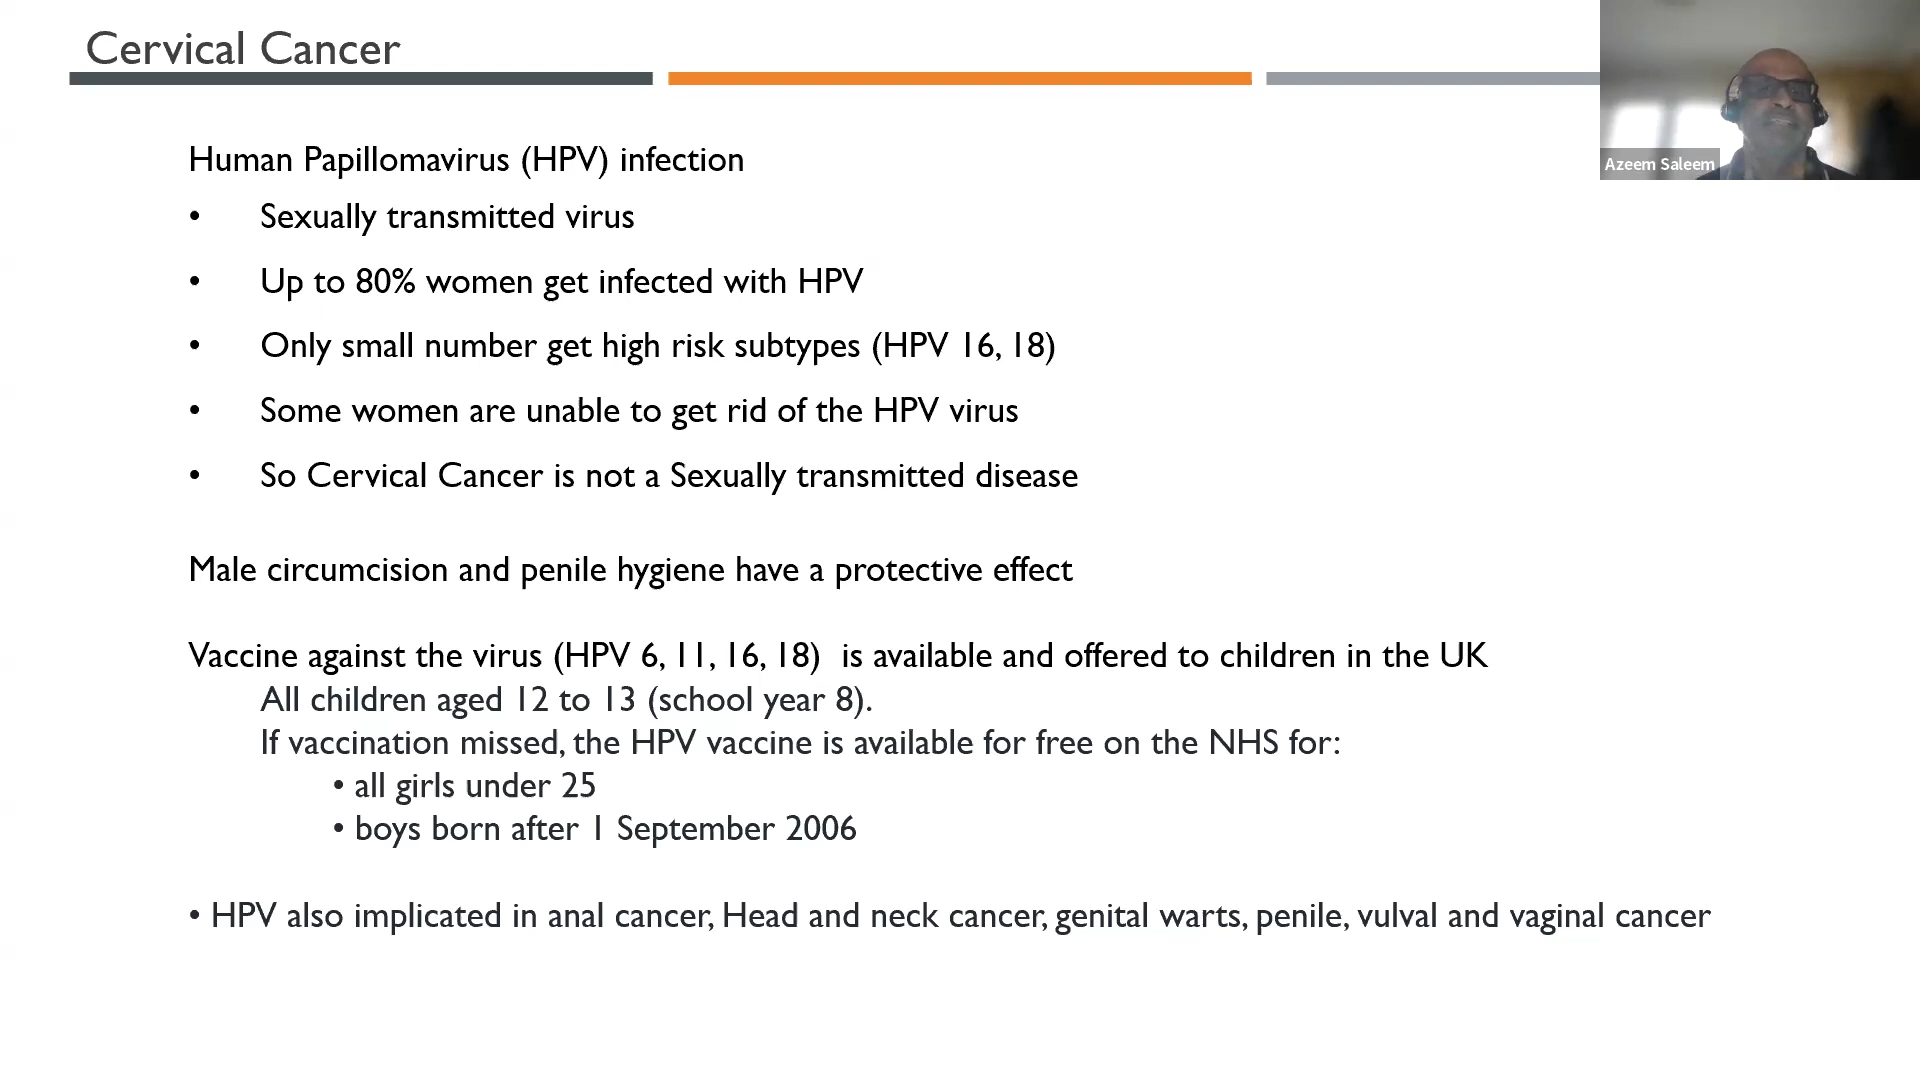 Cervical Cancer
Azeem Saleem
Human Papillomavirus (HPV) infection
• Sexually transmitted virus
• Up to 80% women get infected with HPV
• Only small number get high risk subtypes (HPV 16, 18)
• Some women are unable to get rid of the HPV virus
• So Cervical Cancer is not a Sexually transmitted disease
Male circumcision and penile hygiene have a protective effect
Vaccine against the virus (HPV 6, 11, 16, 18) is available and offered to children in the UK
All children aged 12 to 13 (school year 8).
If vaccination missed, the HPV vaccine is available for free on the NHS for:
• all girls under 25
• boys born after 1 September 2006
• HPV also implicated in anal cancer, Head and neck cancer, genital warts, penile, vulval and vaginal cancer